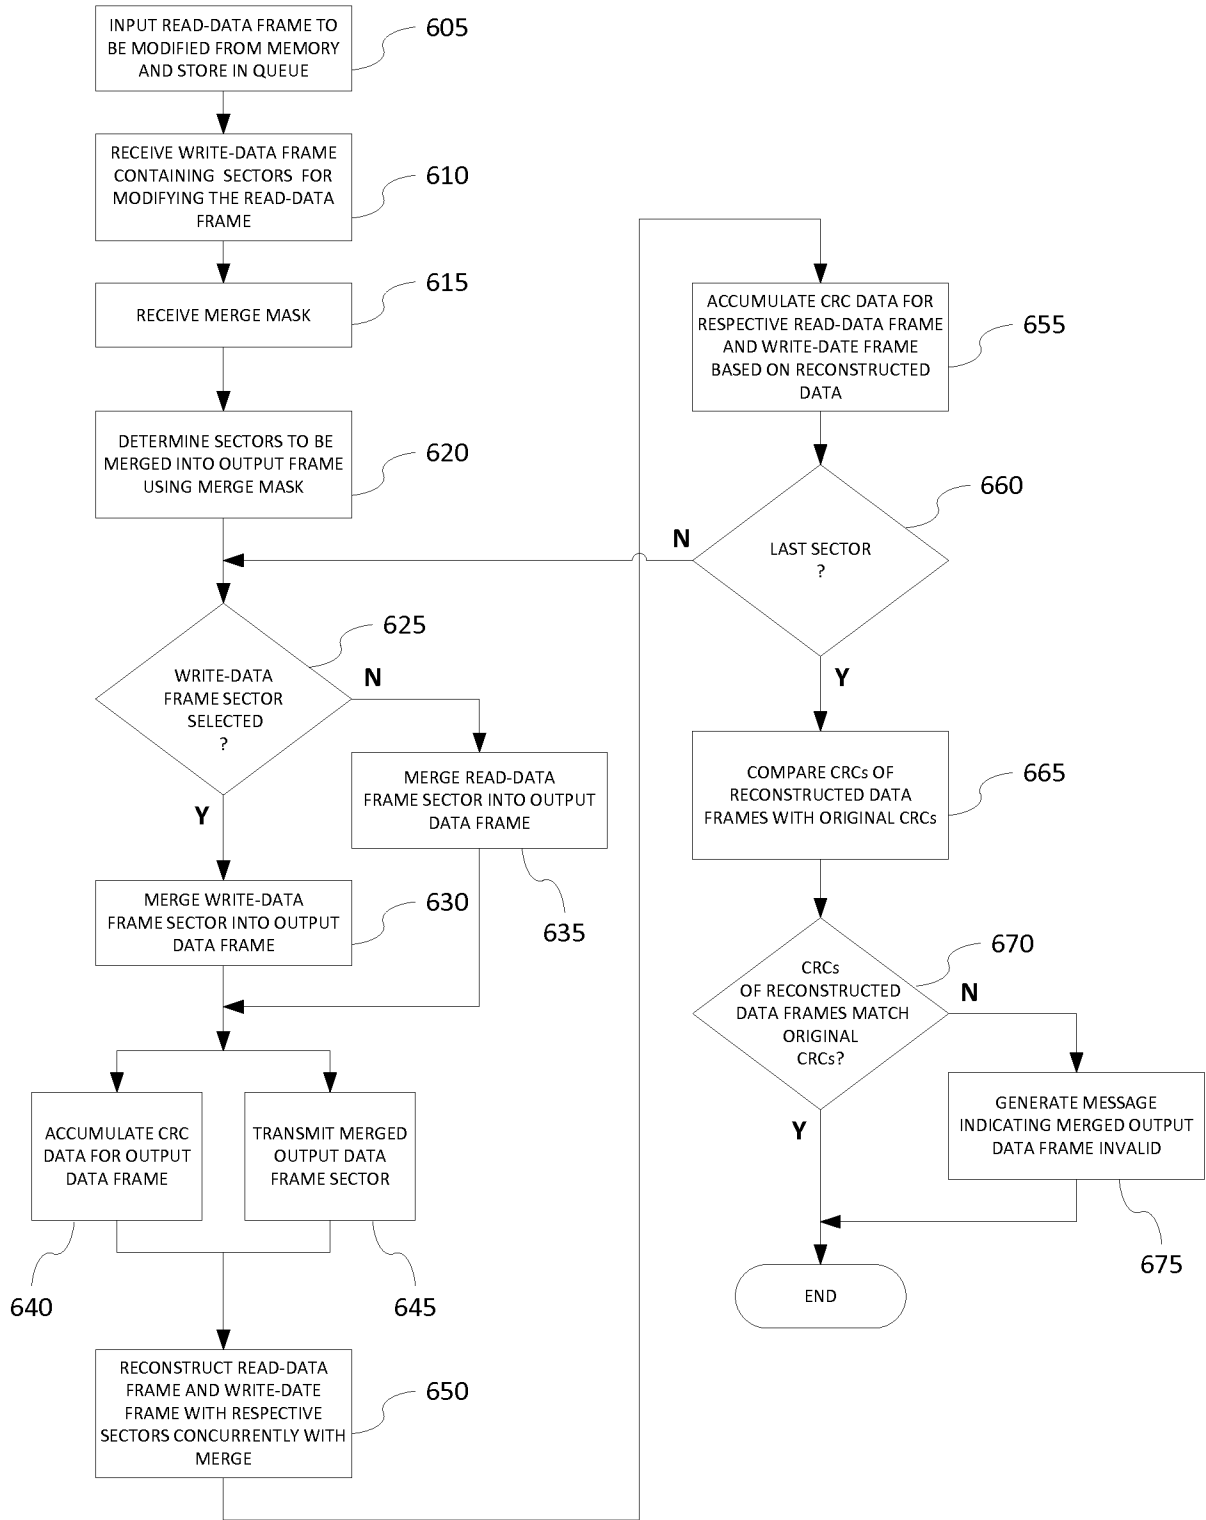 INPUT READ-DATA FRAME TO
BE MODIFIED FROM MEMORY
AND STORE IN QUEUE
605
RECEIVE WRITE-DATA FRAME
CONTAINING SECTORS FOR
MODIFYING THE READ-DATA
FRAME
610
RECEIVE MERGE MASK
615
DETERMINE SECTORS TO BE
MERGED INTO OUTPUT FRAME
USING MERGE MASK
620
WRITE-DATA
FRAME SECTOR
SELECTED
?
625
N
Y
MERGE READ-DATA
FRAME SECTOR INTO OUTPUT
DATA FRAME
635
MERGE WRITE-DATA
FRAME SECTOR INTO OUTPUT
DATA FRAME
630
ACCUMULATE CRC
DATA FOR OUTPUT
DATA FRAME
640
TRANSMIT MERGED
OUTPUT DATA
FRAME SECTOR
645
RECONSTRUCT READ-DATA
FRAME AND WRITE-DATE
FRAME WITH RESPECTIVE
SECTORS CONCURRENTLY WITH
MERGE
650
ACCUMULATE CRC DATA FOR
RESPECTIVE READ-DATA FRAME
AND WRITE-DATE FRAME
BASED ON RECONSTRUCTED
DATA
655
LAST SECTOR
?
660
N
Y
COMPARE CRCs OF
RECONSTRUCTED DATA
FRAMES WITH ORIGINAL CRCs
665
CRCs
OF RECONSTRUCTED
DATA FRAMES MATCH
ORIGINAL
CRCs?
670
N
Y
GENERATE MESSAGE
INDICATING MERGED OUTPUT
DATA FRAME INVALID
675
END